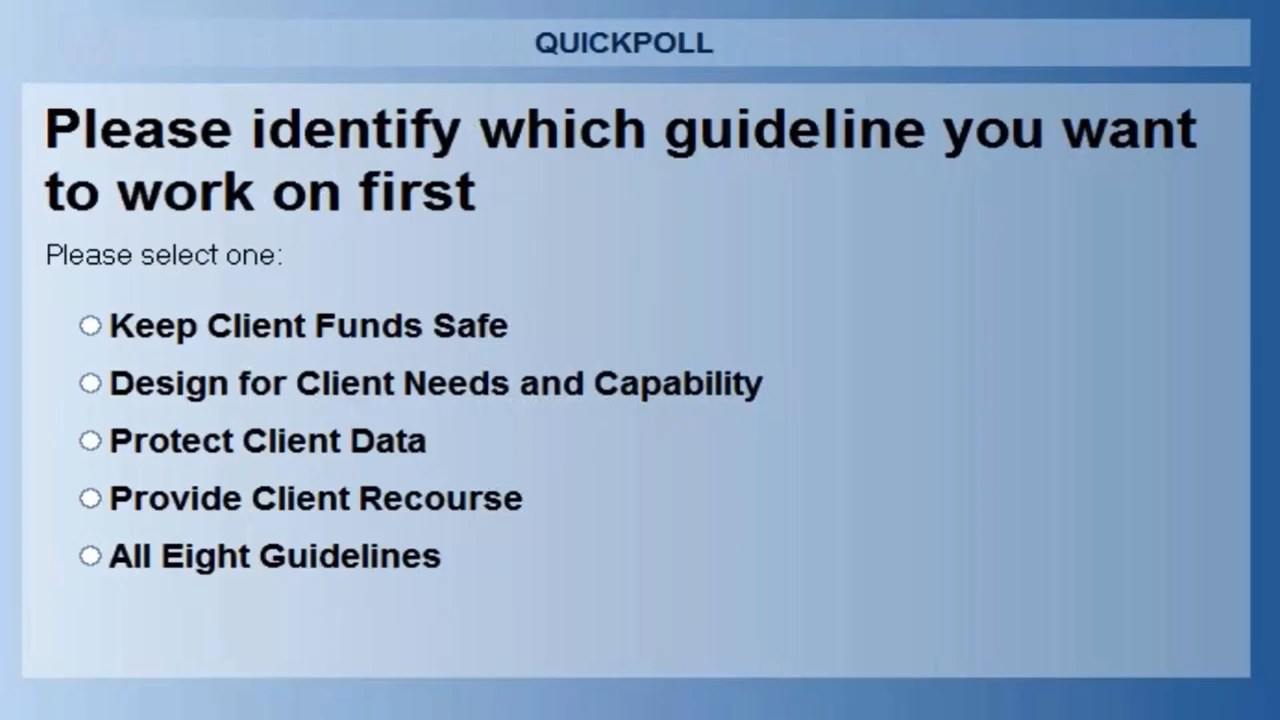 QUICKPOLL
Please identify which guideline you want
to work on first
Please select one:
Keep Client Funds Safe
Design for Client Needs and Capability
Protect Client Data
Provide Client Recourse
All Eight Guidelines